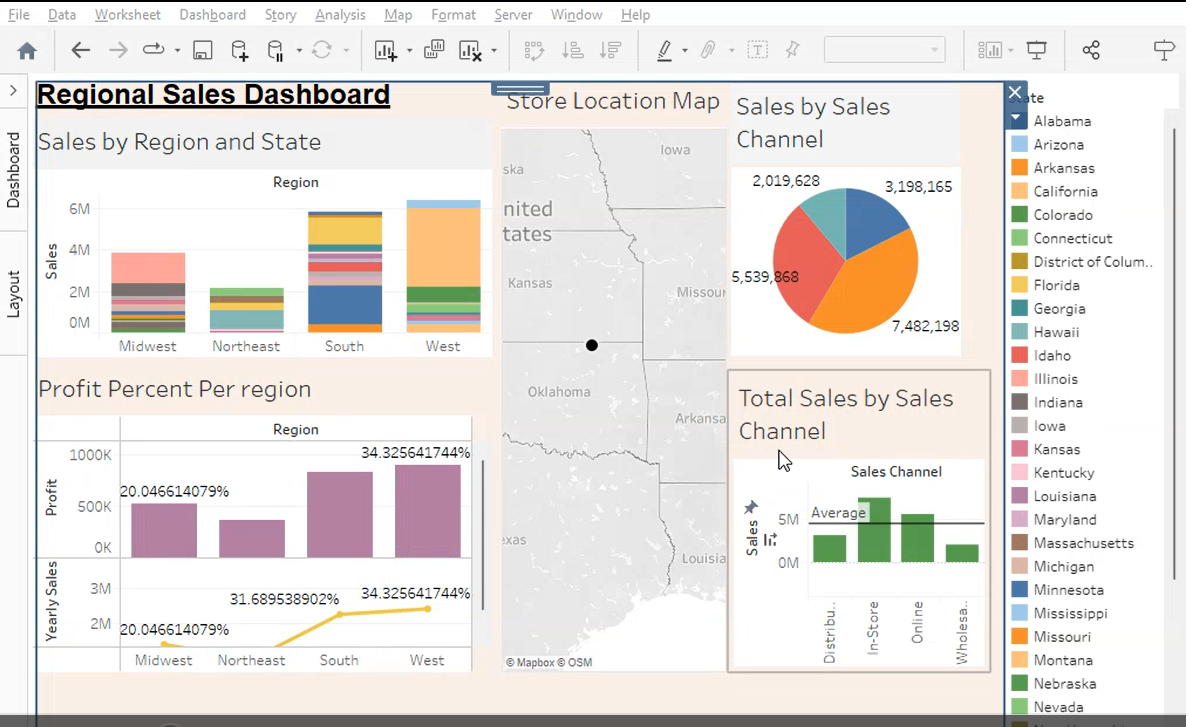 File Data Worksheet Dashboard Story Analysis Map Format Server Window Help
Dashboard
Layout
Regional Sales Dashboard
Sales by Region and State
Region
Sales
6M
4M
2M
0M
Midwest Northeast South West
Profit Percent Per region
Region
Profit
1000K
500K
0K
20.046614079%
34.325641744%
Yearly Sales
3M
2M
20.046614079%
31.689538902%
34.325641744%
Midwest Northeast South West
Store Location Map
Iowa
ska
nited
tates
Kansas
Missour
Oklahoma
Arkansa
exas
Louisia
© Mapbox © OSM
Sales by Sales
Channel
2,019,628
3,198,165
5,539,868
7,482,198
Total Sales by Sales
Channel
Sales Channel
Sales
Average
5M
0M
Distribu..
In-Store
Online
Wholesa..
tate
Alabama
Arizona
Arkansas
California
Colorado
Connecticut
District of Colum..
Florida
Georgia
Hawaii
Idaho
Illinois
Indiana
Iowa
Kansas
Kentucky
Louisiana
Maryland
Massachusetts
Michigan
Minnesota
Mississippi
Missouri
Montana
Nebraska
Nevada